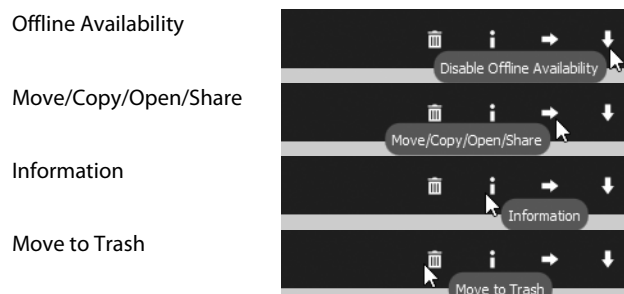 Offline Availability
Disable Offline Availability
Move/Copy/Open/Share
Move/Copy/Open/Share
Information
Information
Move to Trash
Move to Trash